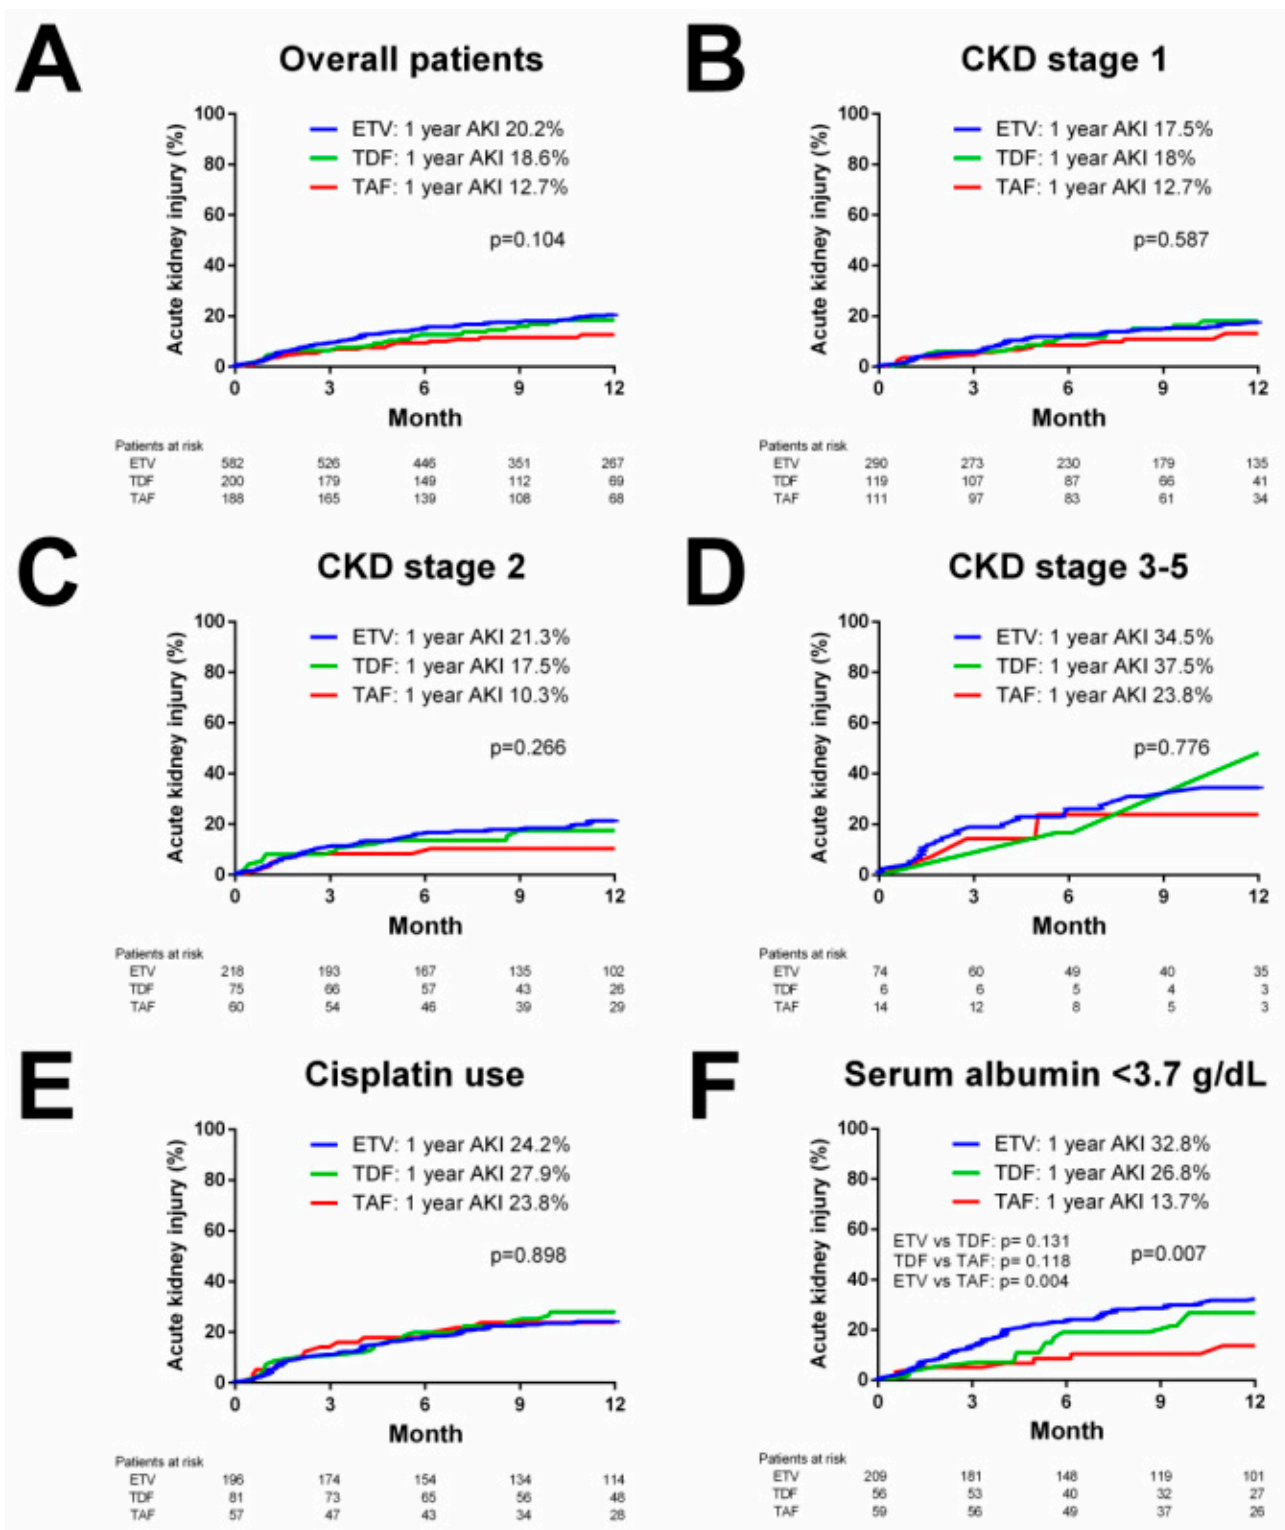 A
Overall patients
100
80
60
40
20
0
Acute kidney injury (%)
ETV: 1 year AKI 20.2%
TDF: 1 year AKI 18.6%
TAF: 1 year AKI 12.7%
p=0.104
0 3 6 9 12
Month
Patients at risk
ETV 582 526 446 351 267
TDF 200 179 149 112 69
TAF 188 165 139 108 68
B
CKD stage 1
100
80
60
40
20
0
Acute kidney injury (%)
ETV: 1 year AKI 17.5%
TDF: 1 year AKI 18%
TAF: 1 year AKI 12.7%
p=0.587
0 3 6 9 12
Month
Patients at risk
ETV 290 273 230 179 135
TDF 119 107 87 66 41
TAF 111 97 83 61 34
C
CKD stage 2
100
80
60
40
20
0
Acute kidney injury (%)
ETV: 1 year AKI 21.3%
TDF: 1 year AKI 17.5%
TAF: 1 year AKI 10.3%
p=0.266
0 3 6 9 12
Month
Patients at risk
ETV 218 193 167 135 102
TDF 75 66 57 43 26
TAF 60 54 46 39 29
D
CKD stage 3-5
100
80
60
40
20
0
Acute kidney injury (%)
ETV: 1 year AKI 34.5%
TDF: 1 year AKI 37.5%
TAF: 1 year AKI 23.8%
p=0.776
0 3 6 9 12
Month
Patients at risk
ETV 74 60 49 40 35
TDF 6 6 5 4 3
TAF 14 12 8 5 3
E
Cisplatin use
100
80
60
40
20
0
Acute kidney injury (%)
ETV: 1 year AKI 24.2%
TDF: 1 year AKI 27.9%
TAF: 1 year AKI 23.8%
p=0.898
0 3 6 9 12
Month
Patients at risk
ETV 196 174 154 134 114
TDF 81 73 65 56 48
TAF 57 47 43 34 28
F
Serum albumin <3.7 g/dL
100
80
60
40
20
0
Acute kidney injury (%)
ETV: 1 year AKI 32.8%
TDF: 1 year AKI 26.8%
TAF: 1 year AKI 13.7%
ETV vs TDF: p= 0.131
TDF vs TAF: p= 0.118
ETV vs TAF: p= 0.004
p=0.007
0 3 6 9 12
Month
Patients at risk
ETV 209 181 148 119 101
TDF 56 53 40 32 27
TAF 59 56 49 37 26